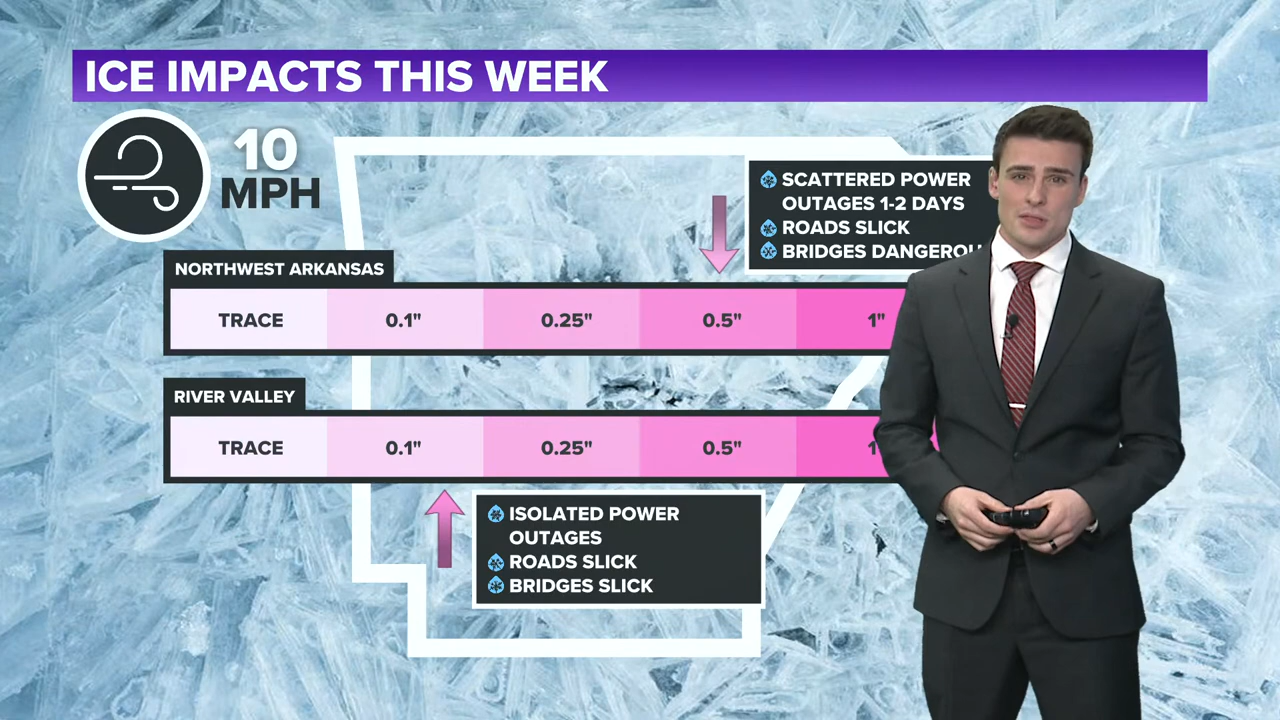 ICE IMPACTS THIS WEEK
10
MPH
SCATTERED POWER
OUTAGES 1-2 DAYS
ROADS SLICK
BRIDGES
NORTHWEST ARKANSAS
TRACE 0.1" 0.25" 0.5" 1"
RIVER VALLEY
TRACE 0.1" 0.25" 0.5"
ISOLATED POWER
OUTAGES
ROADS SLICK
BRIDGES SLICK